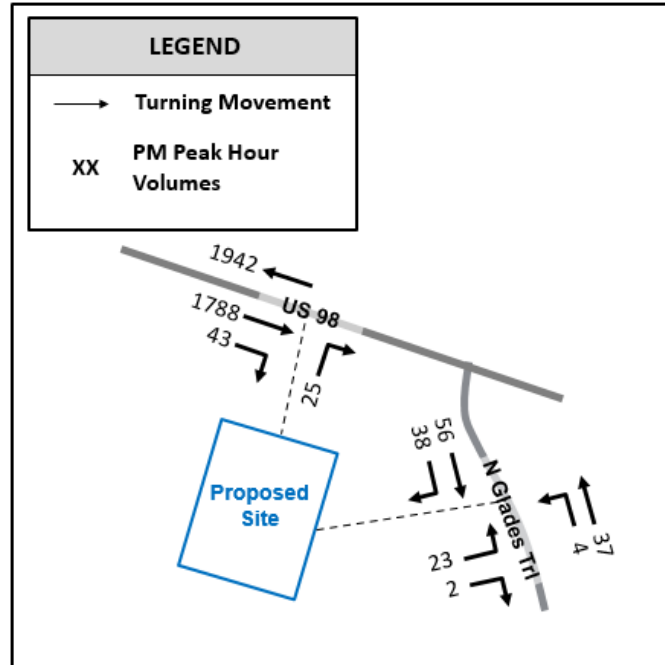 LEGEND
Turning Movement
XX
PM Peak Hour
Volumes
1942
US 98
1788
43
25
Proposed
Site
56
38
N Glades Trl
37
4
23
2